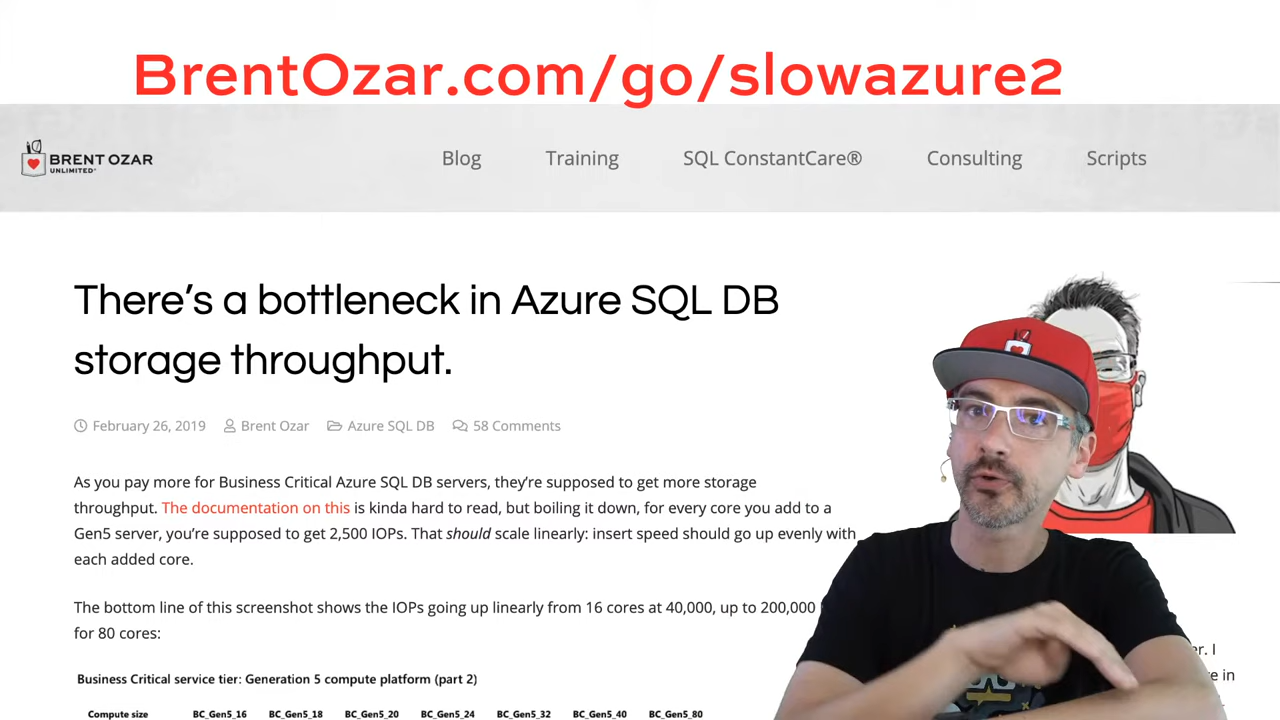 BrentOzar.com/go/slowazure2
BRENT OZAR
UNLIMITED®
Blog
Training
SQL ConstantCare®
Consulting
Scripts
There's a bottleneck in Azure SQL DB
storage throughput.
February 26, 2019
Brent Ozar
Azure SQL DB
58 Comments
As you pay more for Business Critical Azure SQL DB servers, they're supposed to get more storage
throughput. The documentation on this is kinda hard to read, but boiling it down, for every core you add to a
Gen5 server, you're supposed to get 2,500 IOPs. That should scale linearly: insert speed should go up evenly with
each added core.
The bottom line of this screenshot shows the IOPs going up linearly from 16 cores at 40,000, up to 200,000
for 80 cores:
Business Critical service tier: Generation 5 compute platform (part 2)
Compute size BC_Gen5_16 BC_Gen5_18 BC_Gen5_20 BC_Gen5_24 BC_Gen5_32 BC_Gen5_40 BC_Gen5_80
I
in